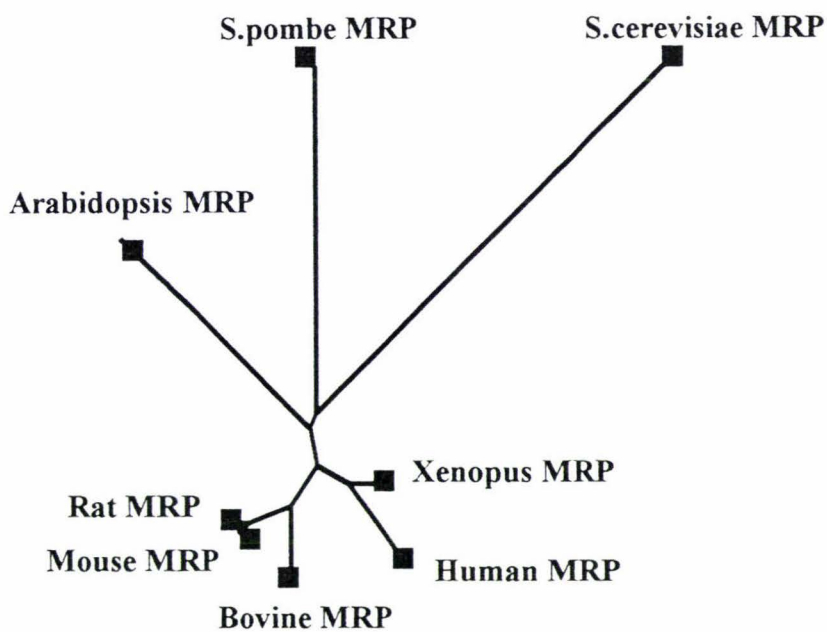 S.pombe MRP
S.cerevisiae MRP
Arabidopsis MRP
Xenopus MRP
Rat MRP
Mouse MRP
Human MRP
Bovine MRP